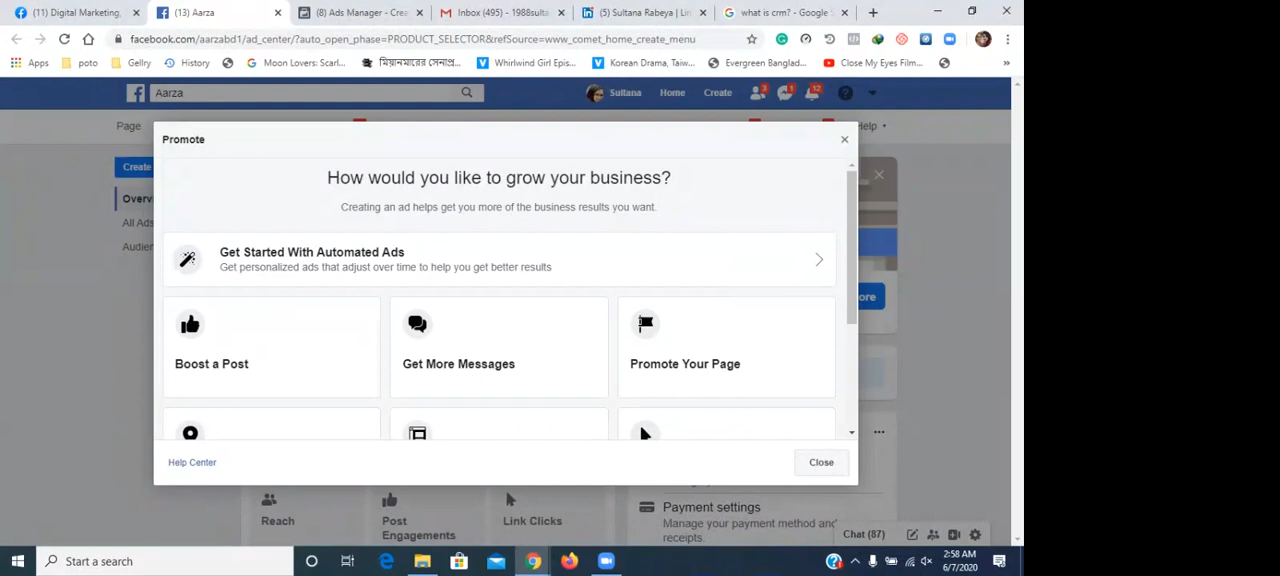 (11) Digital Marketing,
(13) Aarza
(8) Ads Manager - Crea
Inbox (495) - 1988sulta
(5) Sultana Rabeya | Lin
what is crm? - Google S
facebook.com/aarzabd1/ad_center/?auto_open_phase=PRODUCT_SELECTOR&refSource=www_comet_home_create_menu
Apps
poto
Gellry
History
Moon Lovers: Scarl...
মিয়ানমারের সেনাপ্র...
Whirlwind Girl Epis...
Korean Drama, Taiw...
Evergreen Banglad...
Close My Eyes Film...
»
Aarza
Sultana
Home
Create
3
1
12
Page
Help
Create
Overv
All Ads
Audien
Promote
How would you like to grow your business?
Creating an ad helps get you more of the business results you want.
Get Started With Automated Ads
Get personalized ads that adjust over time to help you get better results
Boost a Post
Get More Messages
Promote Your Page
Help Center
Close
ore
Reach
Post
Engagements
Link Clicks
Payment settings
Manage your payment method and
receipts.
Chat (87)
Start a search
2:58 AM
6/7/2020